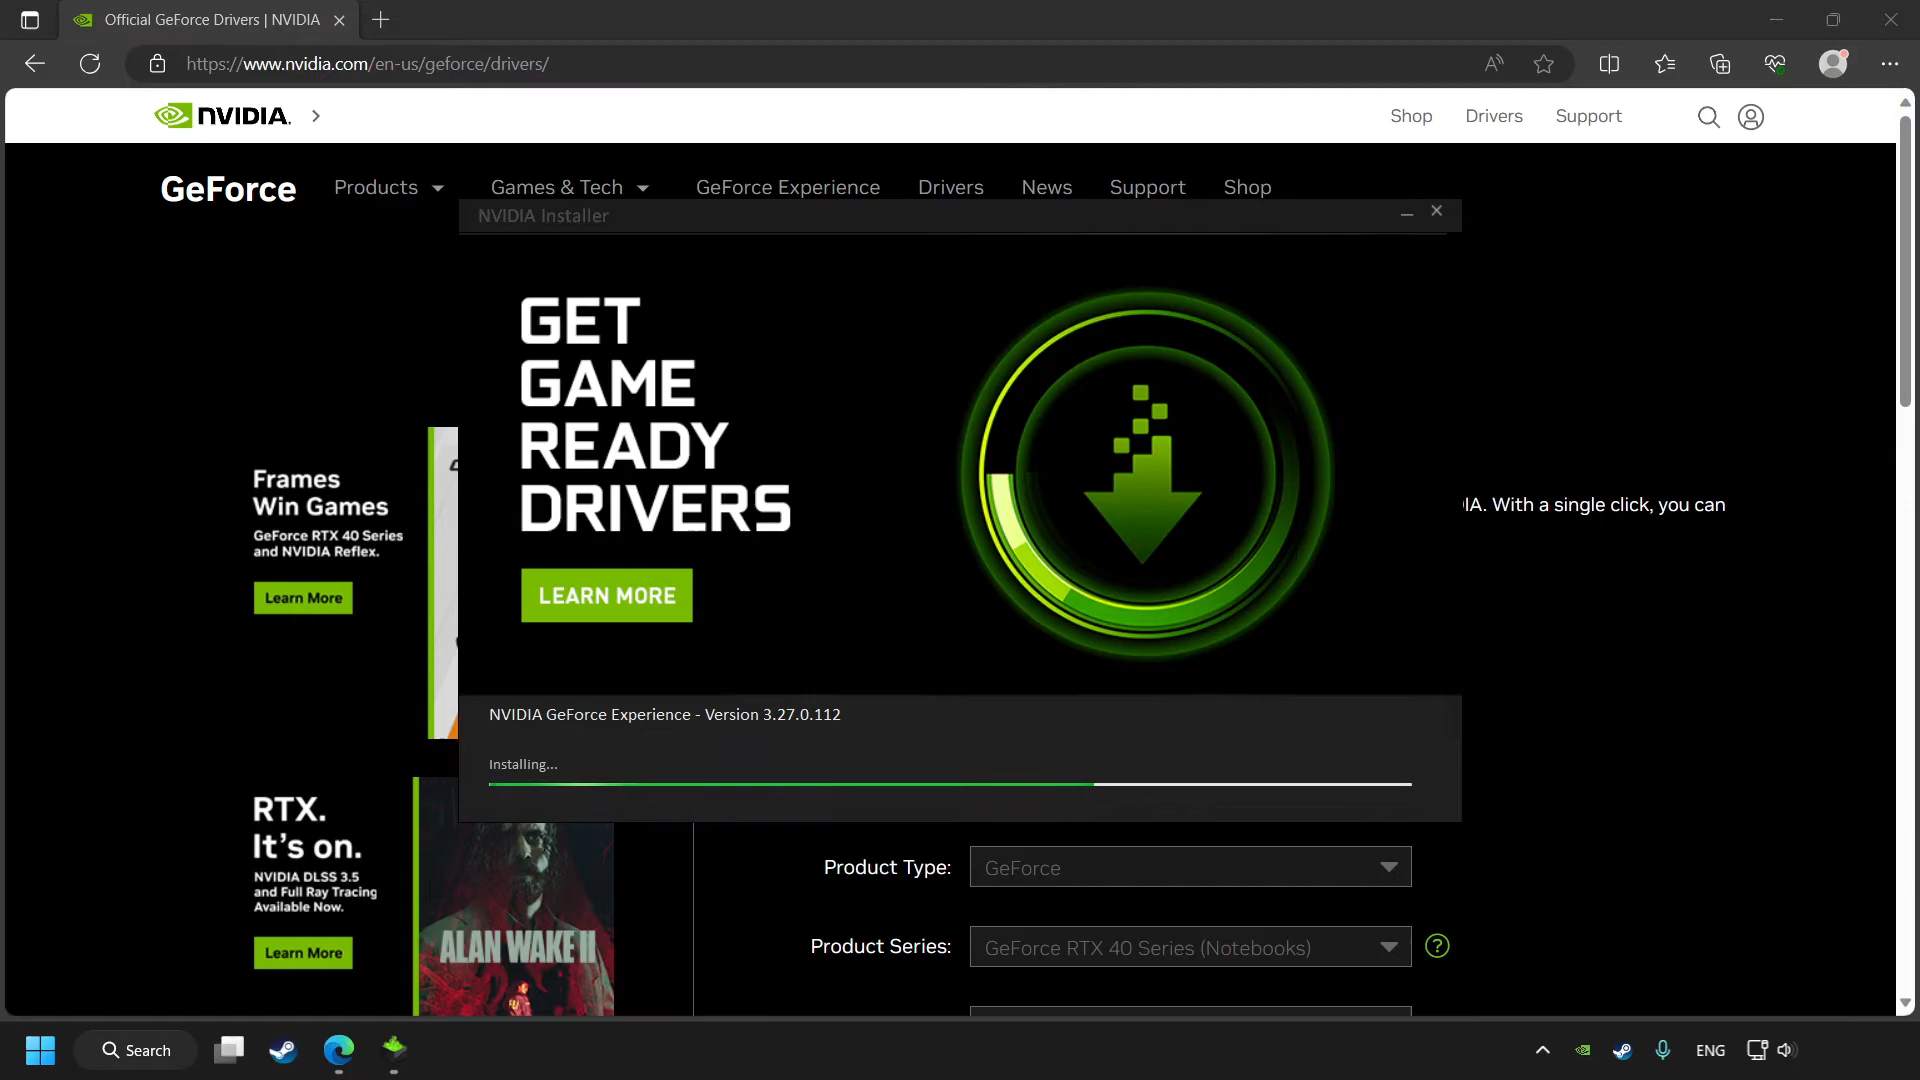 Official GeForce Drivers | NVIDIA
https://www.nvidia.com/en-us/geforce/drivers/
NVIDIA.
Shop
Drivers
Support
GeForce
Products
Games & Tech
GeForce Experience
Drivers
News
Support
Shop
NVIDIA Installer
GET
GAME
READY
DRIVERS
LEARN MORE
Frames
Win Games
GeForce RTX 40 Series
and NVIDIA Reflex.
Learn More
IA. With a single click, you can
NVIDIA GeForce Experience - Version 3.27.0.112
Installing...
RTX.
It's on.
NVIDIA DLSS 3.5
and Full Ray Tracing
Available Now.
Learn More
ALAN WAKE II
Product Type:
GeForce
Product Series:
GeForce RTX 40 Series (Notebooks)
?
Search
ENG